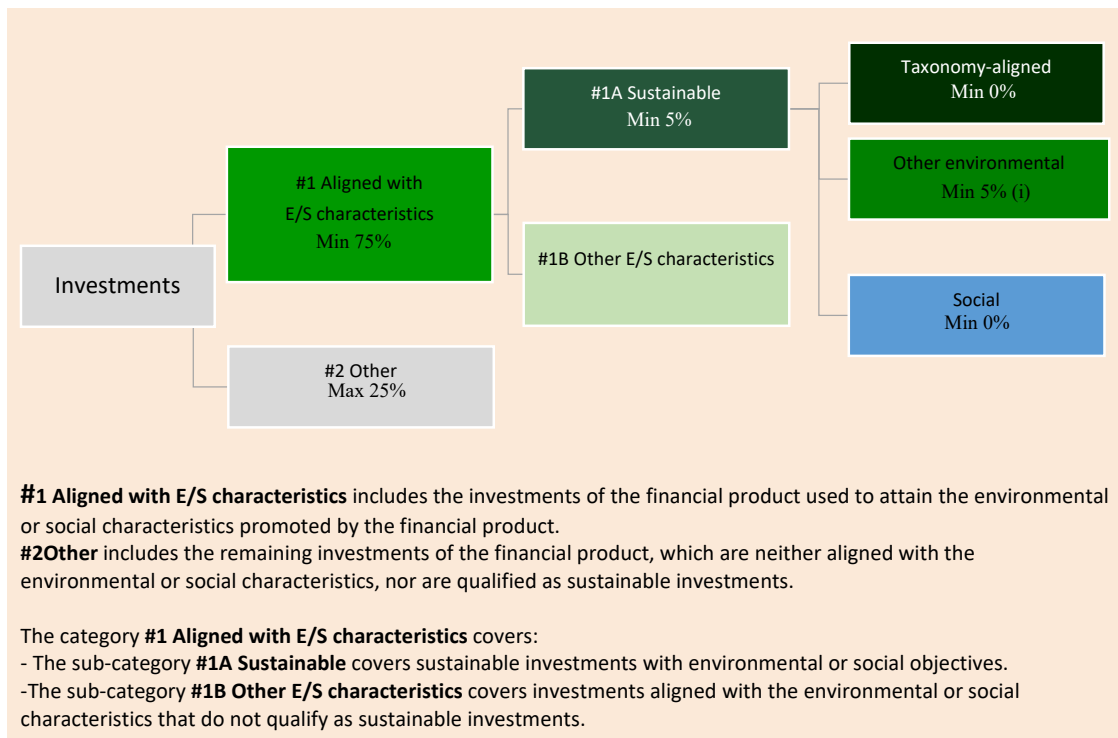 Investments
#1 Aligned with
E/S characteristics
Min 75%
#2 Other
Max 25%
#1A Sustainable
Min 5%
#1B Other E/S characteristics
Taxonomy-aligned
Min 0%
Other environmental
Min 5% (i)
Social
Min 0%
#1 Aligned with E/S characteristics includes the investments of the financial product used to attain the environmental
or social characteristics promoted by the financial product.
#2Other includes the remaining investments of the financial product, which are neither aligned with the
environmental or social characteristics, nor are qualified as sustainable investments.
The category #1 Aligned with E/S characteristics covers:
- The sub-category #1A Sustainable covers sustainable investments with environmental or social objectives.
-The sub-category #1B Other E/S characteristics covers investments aligned with the environmental or social
characteristics that do not qualify as sustainable investments.